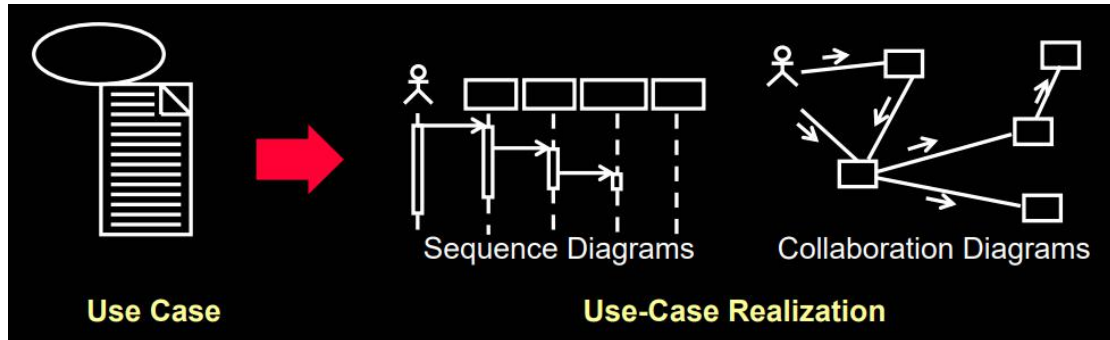 Sequence Diagrams
Collaboration Diagrams
Use Case
Use-Case Realization